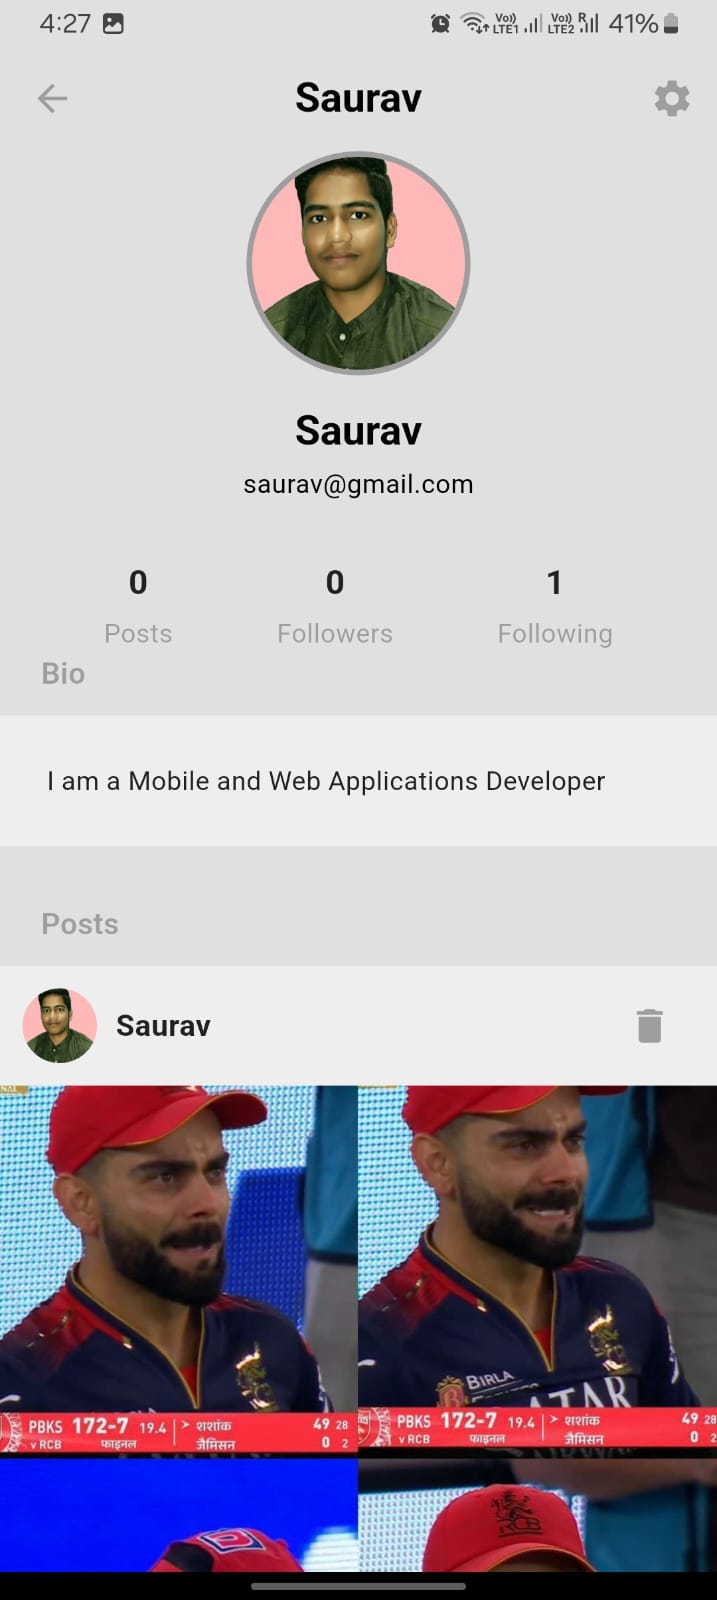 4:27 Vo)) LTE1 Vo)) LTE2 R 41%
Saurav
Saurav
saurav@gmail.com
0 0 1
Posts Followers Following
Bio
I am a Mobile and Web Applications Developer
Posts
Saurav
BIRLA
PBKS 172-7 19.4 > शशांक 49 28
v RCB फाइनल जैमिसन 0 2
PBKS 172-7 19.4 > शशांक 49 28
v RCB फाइनल जैमिसन 0 2